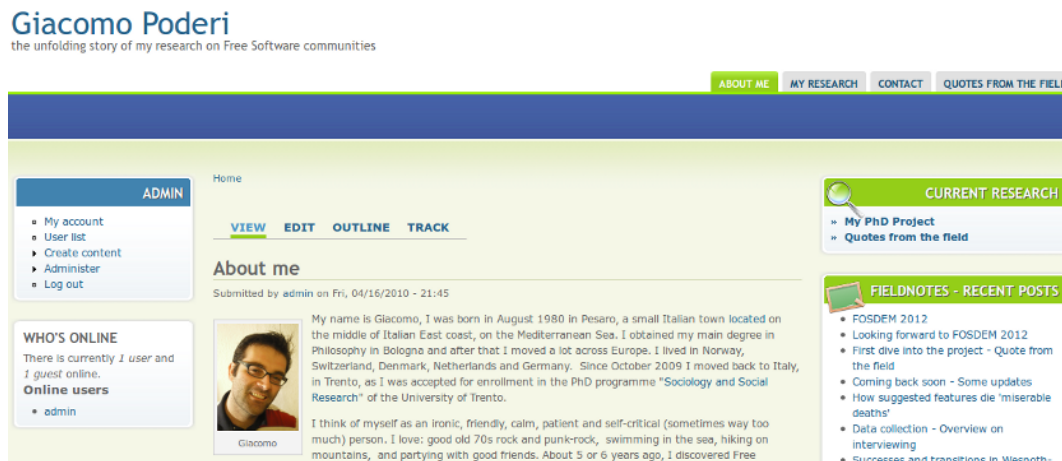 Giacomo Poderi
the unfolding story of my research on Free Software communities
ABOUT ME
MY RESEARCH
CONTACT
QUOTES FROM THE FIEL
ADMIN
My account
User list
Create content
Administer
Log out
WHO'S ONLINE
There is currently 1 user and
1 guest online.
Online users
admin
Home
VIEW
EDIT
OUTLINE
TRACK
About me
Submitted by admin on Fri, 04/16/2010 - 21:45
My name is Giacomo, I was born in August 1980 in Pesaro, a small Italian town located on
the middle of Italian East coast, on the Mediterranean Sea. I obtained my main degree in
Philosophy in Bologna and after that I moved a lot across Europe. I lived in Norway,
Switzerland, Denmark, Netherlands and Germany. Since October 2009 I moved back to Italy,
in Trento, as I was accepted for enrollment in the PhD programme "Sociology and Social
Research" of the University of Trento.
Giacomo
I think of myself as an ironic, friendly, calm, patient and self-critical (sometimes way too
much) person. I love: good old 70s rock and punk-rock, swimming in the sea, hiking on
mountains, and partying with good friends. About 5 or 6 years ago, I discovered Free
CURRENT RESEARCH
» My PhD Project
» Quotes from the field
FIELDNOTES - RECENT POSTS
FOSDEM 2012
Looking forward to FOSDEM 2012
First dive into the project - Quote from
the field
Coming back soon - Some updates
How suggested features die 'miserable
deaths'
Data collection - Overview on
interviewing
Successes and transitions in Wesnoth-